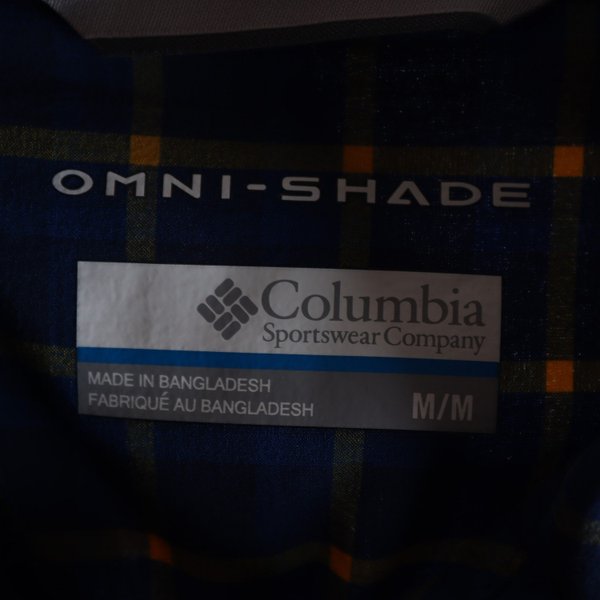 OMNI-SHADE
Columbia
Sportswear Company
MADE IN BANGLADESH
FABRIQUÉ AU BANGLADESH
M/M